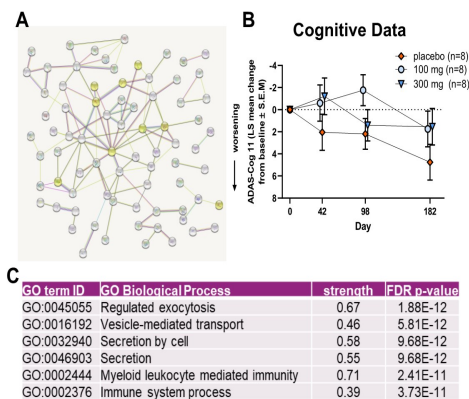 A
B
Cognitive Data
placebo (n=8)
100 mg (n=8)
300 mg (n=8)
worsening
ADAS-Cog 11 (LS mean change
from baseline ± S.E.M)
-4
-2
0
2
4
6
8
0 42 98 182
Day
C
GO term ID GO Biological Process strength FDR p-value
GO:0045055 Regulated exocytosis 0.67 1.88E-12
GO:0016192 Vesicle-mediated transport 0.46 5.81E-12
GO:0032940 Secretion by cell 0.58 9.68E-12
GO:0046903 Secretion 0.55 9.68E-12
GO:0002444 Myeloid leukocyte mediated immunity 0.71 2.41E-11
GO:0002376 Immune system process 0.39 3.73E-11